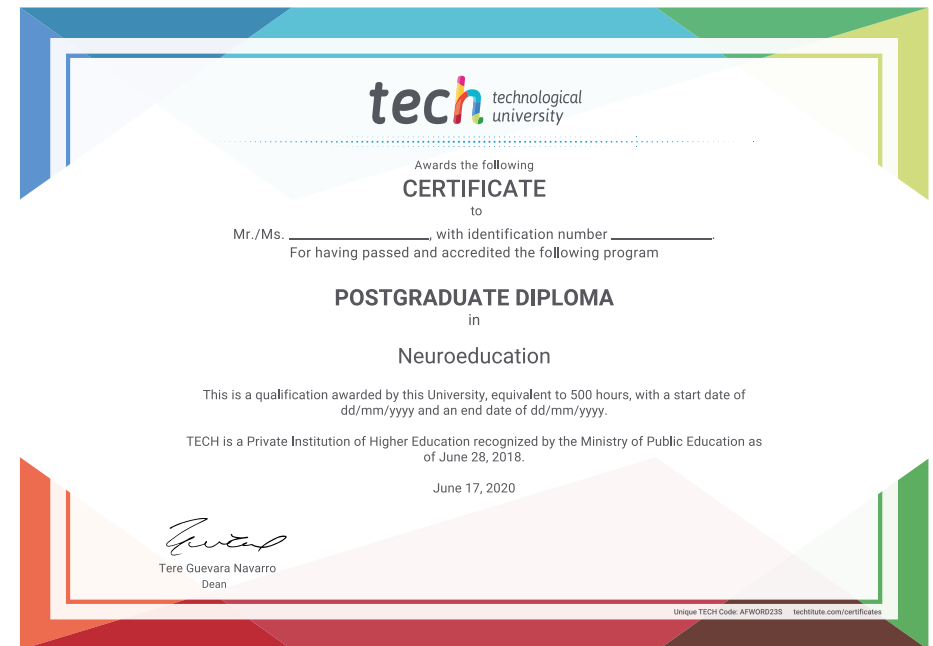 tech technological
university
Awards the following
CERTIFICATE
to
Mr./Ms. ____________________, with identification number ______________.
For having passed and accredited the following program
POSTGRADUATE DIPLOMA
in
Neuroeducation
This is a qualification awarded by this University, equivalent to 500 hours, with a start date of
dd/mm/yyyy and an end date of dd/mm/yyyy.
TECH is a Private Institution of Higher Education recognized by the Ministry of Public Education as
of June 28, 2018.
June 17, 2020
Tere Guevara Navarro
Dean
Unique TECH Code: AFWORD23S techtitute.com/certificates